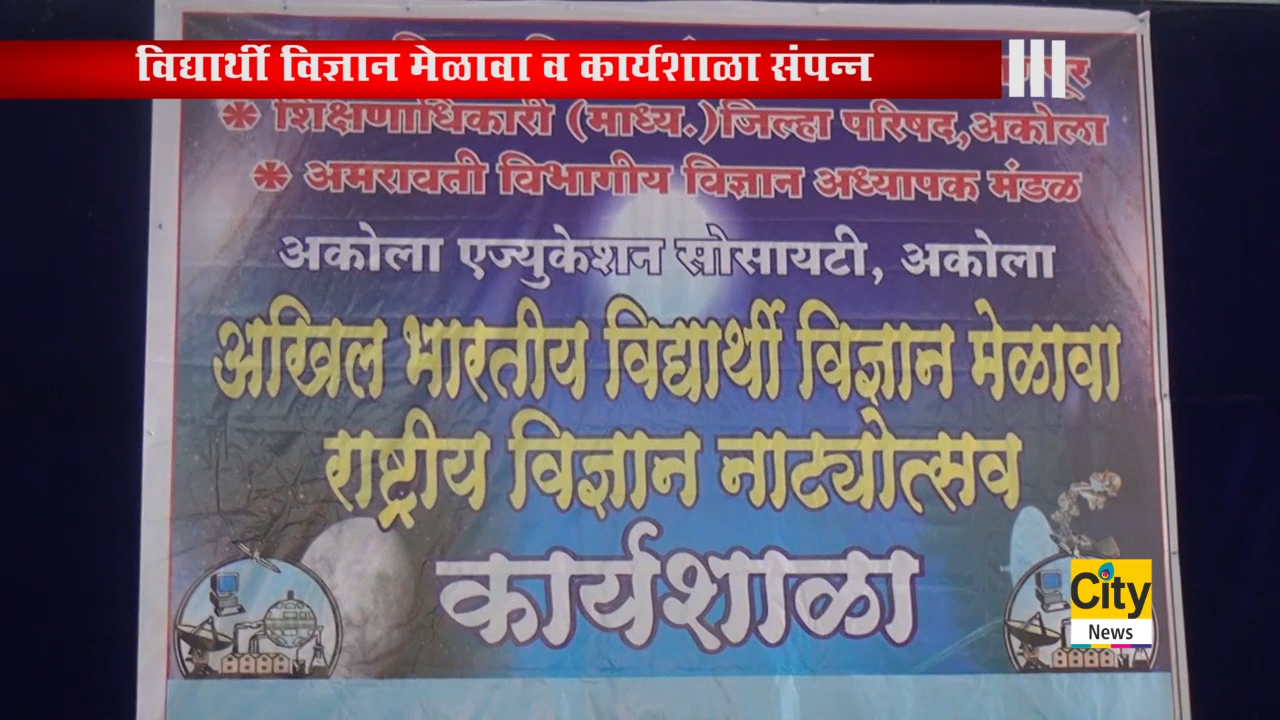 विद्यार्थी विज्ञान मेळावा व कार्यशाळा संपन्न
* शिक्षणाधिकारी (माध्य.)जिल्हा परिषद,अकोला
* अमरावती विभागीय विज्ञान अध्यापक मंडळ
अकोला एज्युकेशन सोसायटी, अकोला
अखिल भारतीय विद्यार्थी विज्ञान मेळावा
राष्ट्रीय विज्ञान नाट्योत्सव
कार्यशाळा
City
News